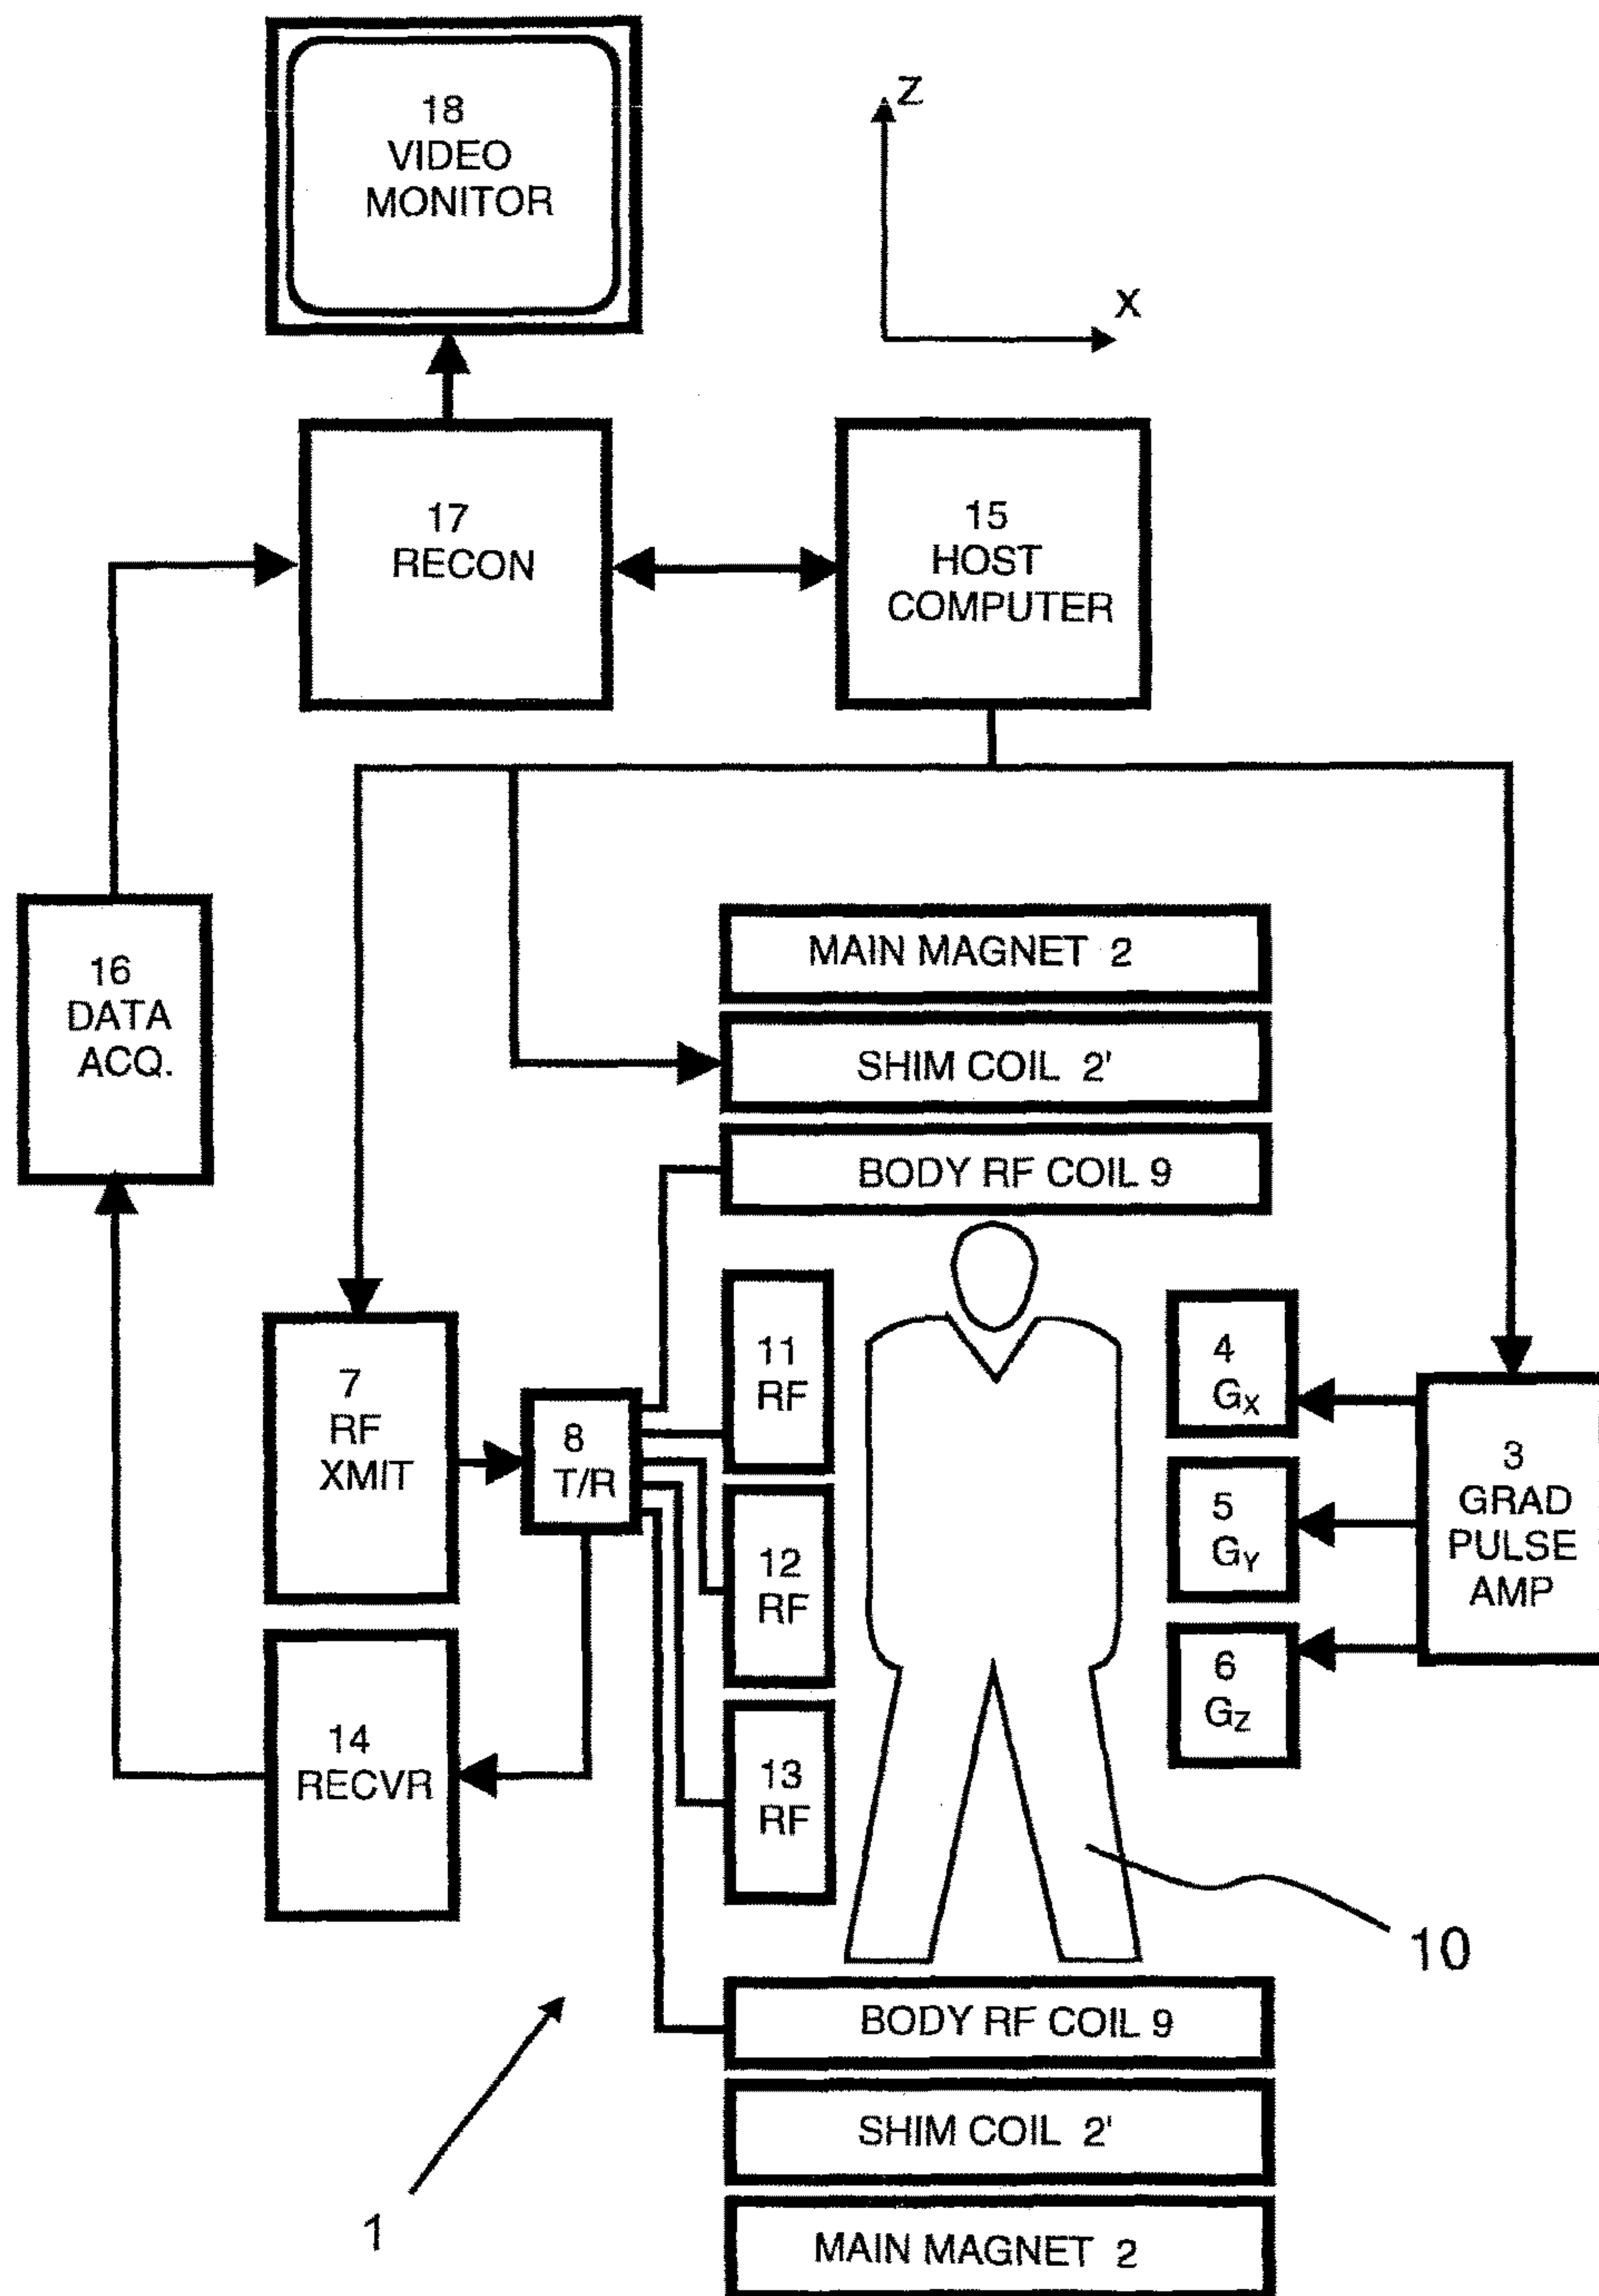 18
VIDEO
MONITOR
Z
X
17
RECON
15
HOST
COMPUTER
16
DATA
ACQ.
MAIN MAGNET 2
SHIM COIL 2'
BODY RF COIL 9
7
RF
XMIT
8
T/R
11
RF
12
RF
13
RF
4
GX
5
GY
6
GZ
3
GRAD
PULSE
AMP
14
RECVR
10
BODY RF COIL 9
SHIM COIL 2'
MAIN MAGNET 2
1